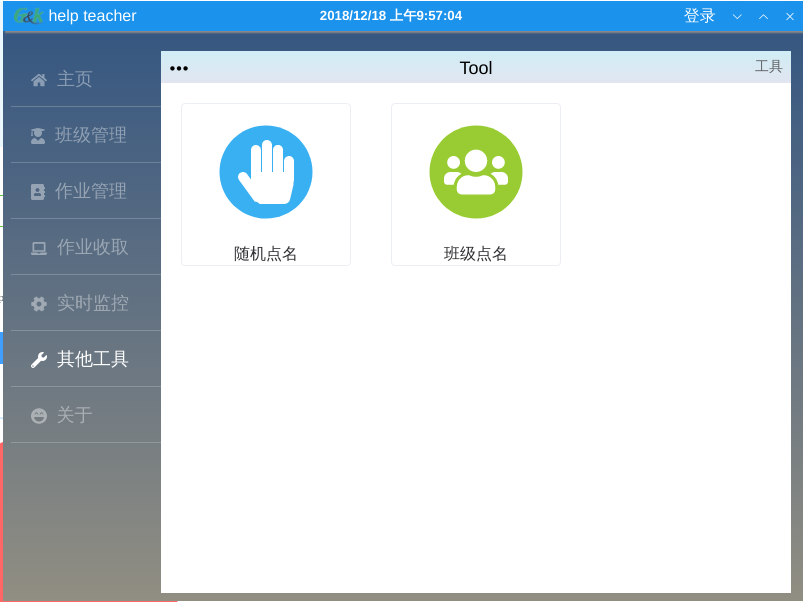 help teacher
2018/12/18 上午9:57:04
登录
••• Tool 工具
主页
班级管理
作业管理
作业收取
实时监控
其他工具
关于
随机点名
班级点名